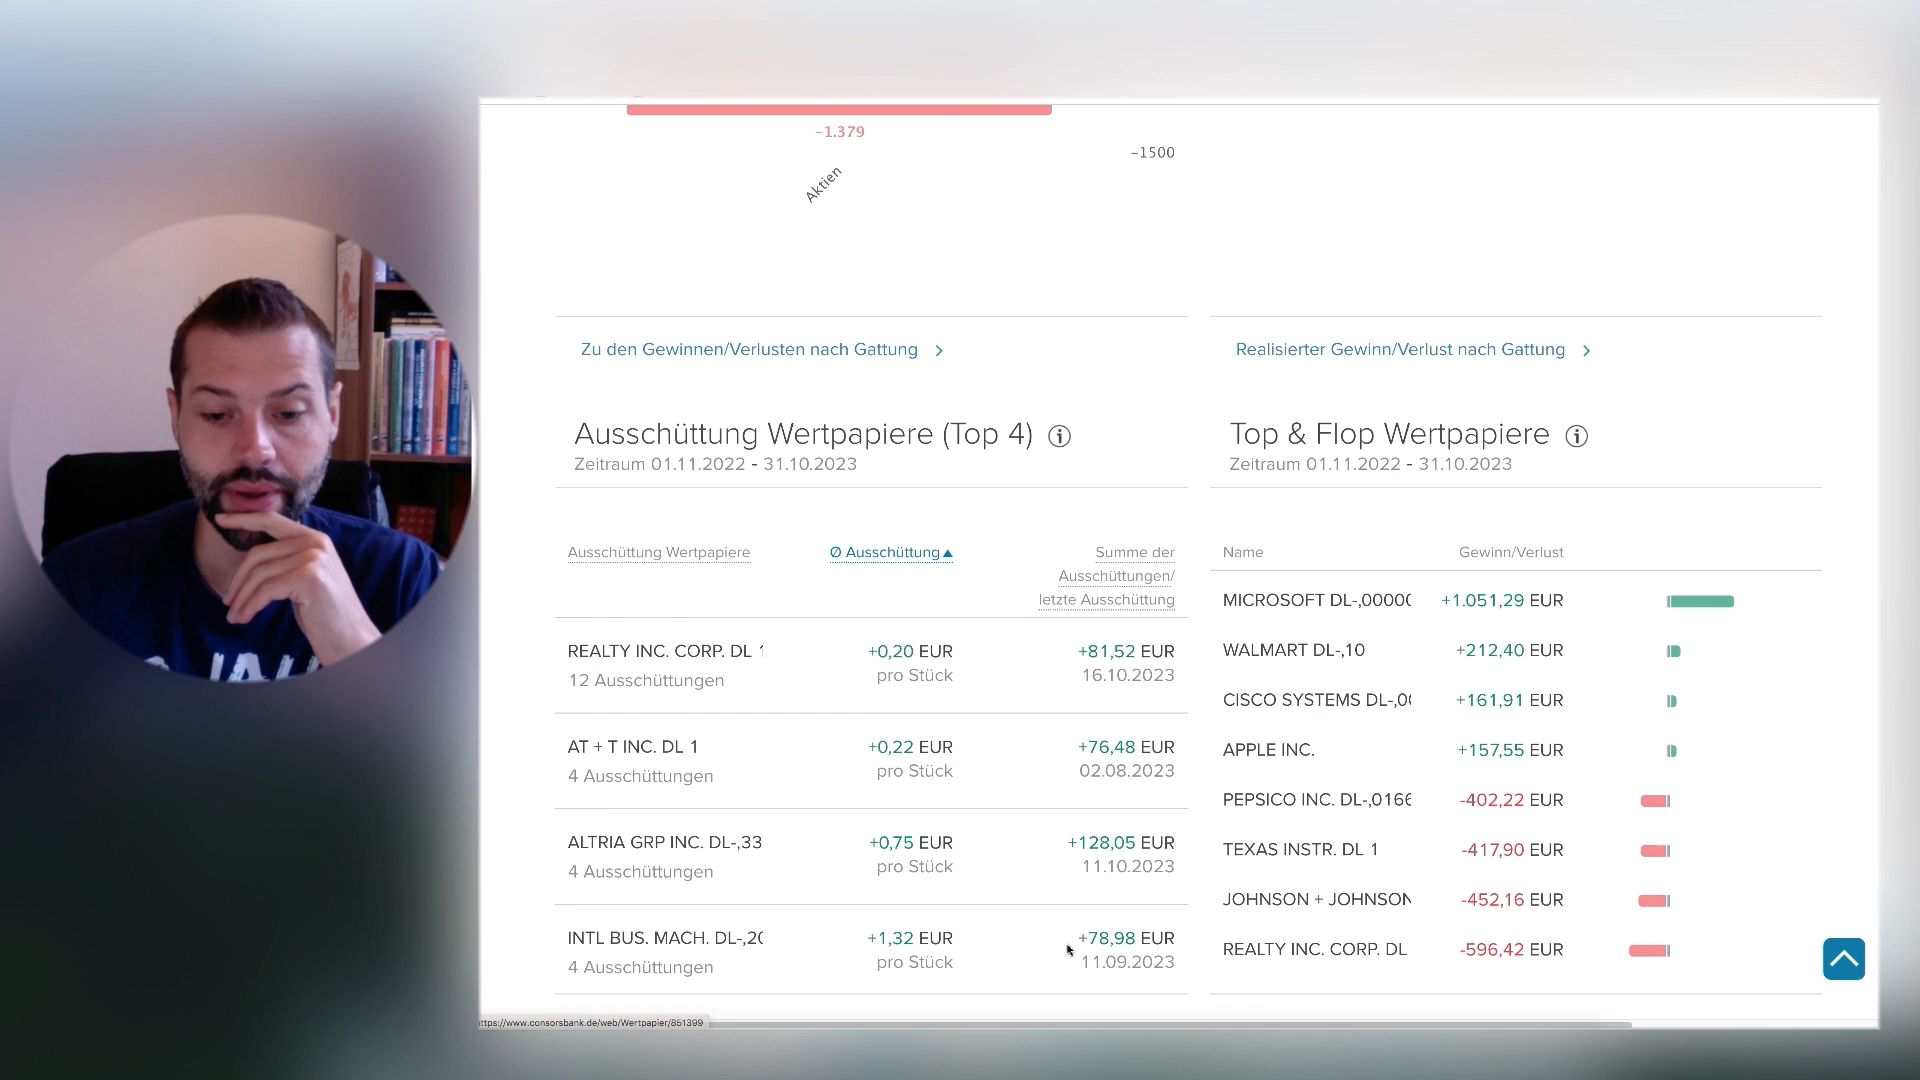 -1.379
-1500
Aktien
Zu den Gewinnen/Verlusten nach Gattung
Realisierter Gewinn/Verlust nach Gattung
Ausschüttung Wertpapiere (Top 4)
Zeitraum 01.11.2022 - 31.10.2023
Top & Flop Wertpapiere
Zeitraum 01.11.2022 - 31.10.2023
Ausschüttung Wertpapiere
Ø Ausschüttung▲
Summe der
Ausschüttungen/
letzte Ausschüttung
REALTY INC. CORP. DL 1 +0,20 EUR +81,52 EUR
12 Ausschüttungen pro Stück 16.10.2023
AT + T INC. DL 1 +0,22 EUR +76,48 EUR
4 Ausschüttungen pro Stück 02.08.2023
ALTRIA GRP INC. DL-,33 +0,75 EUR +128,05 EUR
4 Ausschüttungen pro Stück 11.10.2023
INTL BUS. MACH. DL-,20 +1,32 EUR +78,98 EUR
4 Ausschüttungen pro Stück 11.09.2023
Name Gewinn/Verlust
MICROSOFT DL-,00000 +1.051,29 EUR
WALMART DL-,10 +212,40 EUR
CISCO SYSTEMS DL-,00 +161,91 EUR
APPLE INC. +157,55 EUR
PEPSICO INC. DL-,0166 -402,22 EUR
TEXAS INSTR. DL 1 -417,90 EUR
JOHNSON + JOHNSON -452,16 EUR
REALTY INC. CORP. DL -596,42 EUR
https://www.consorsbank.de/web/Wertpapier/851399